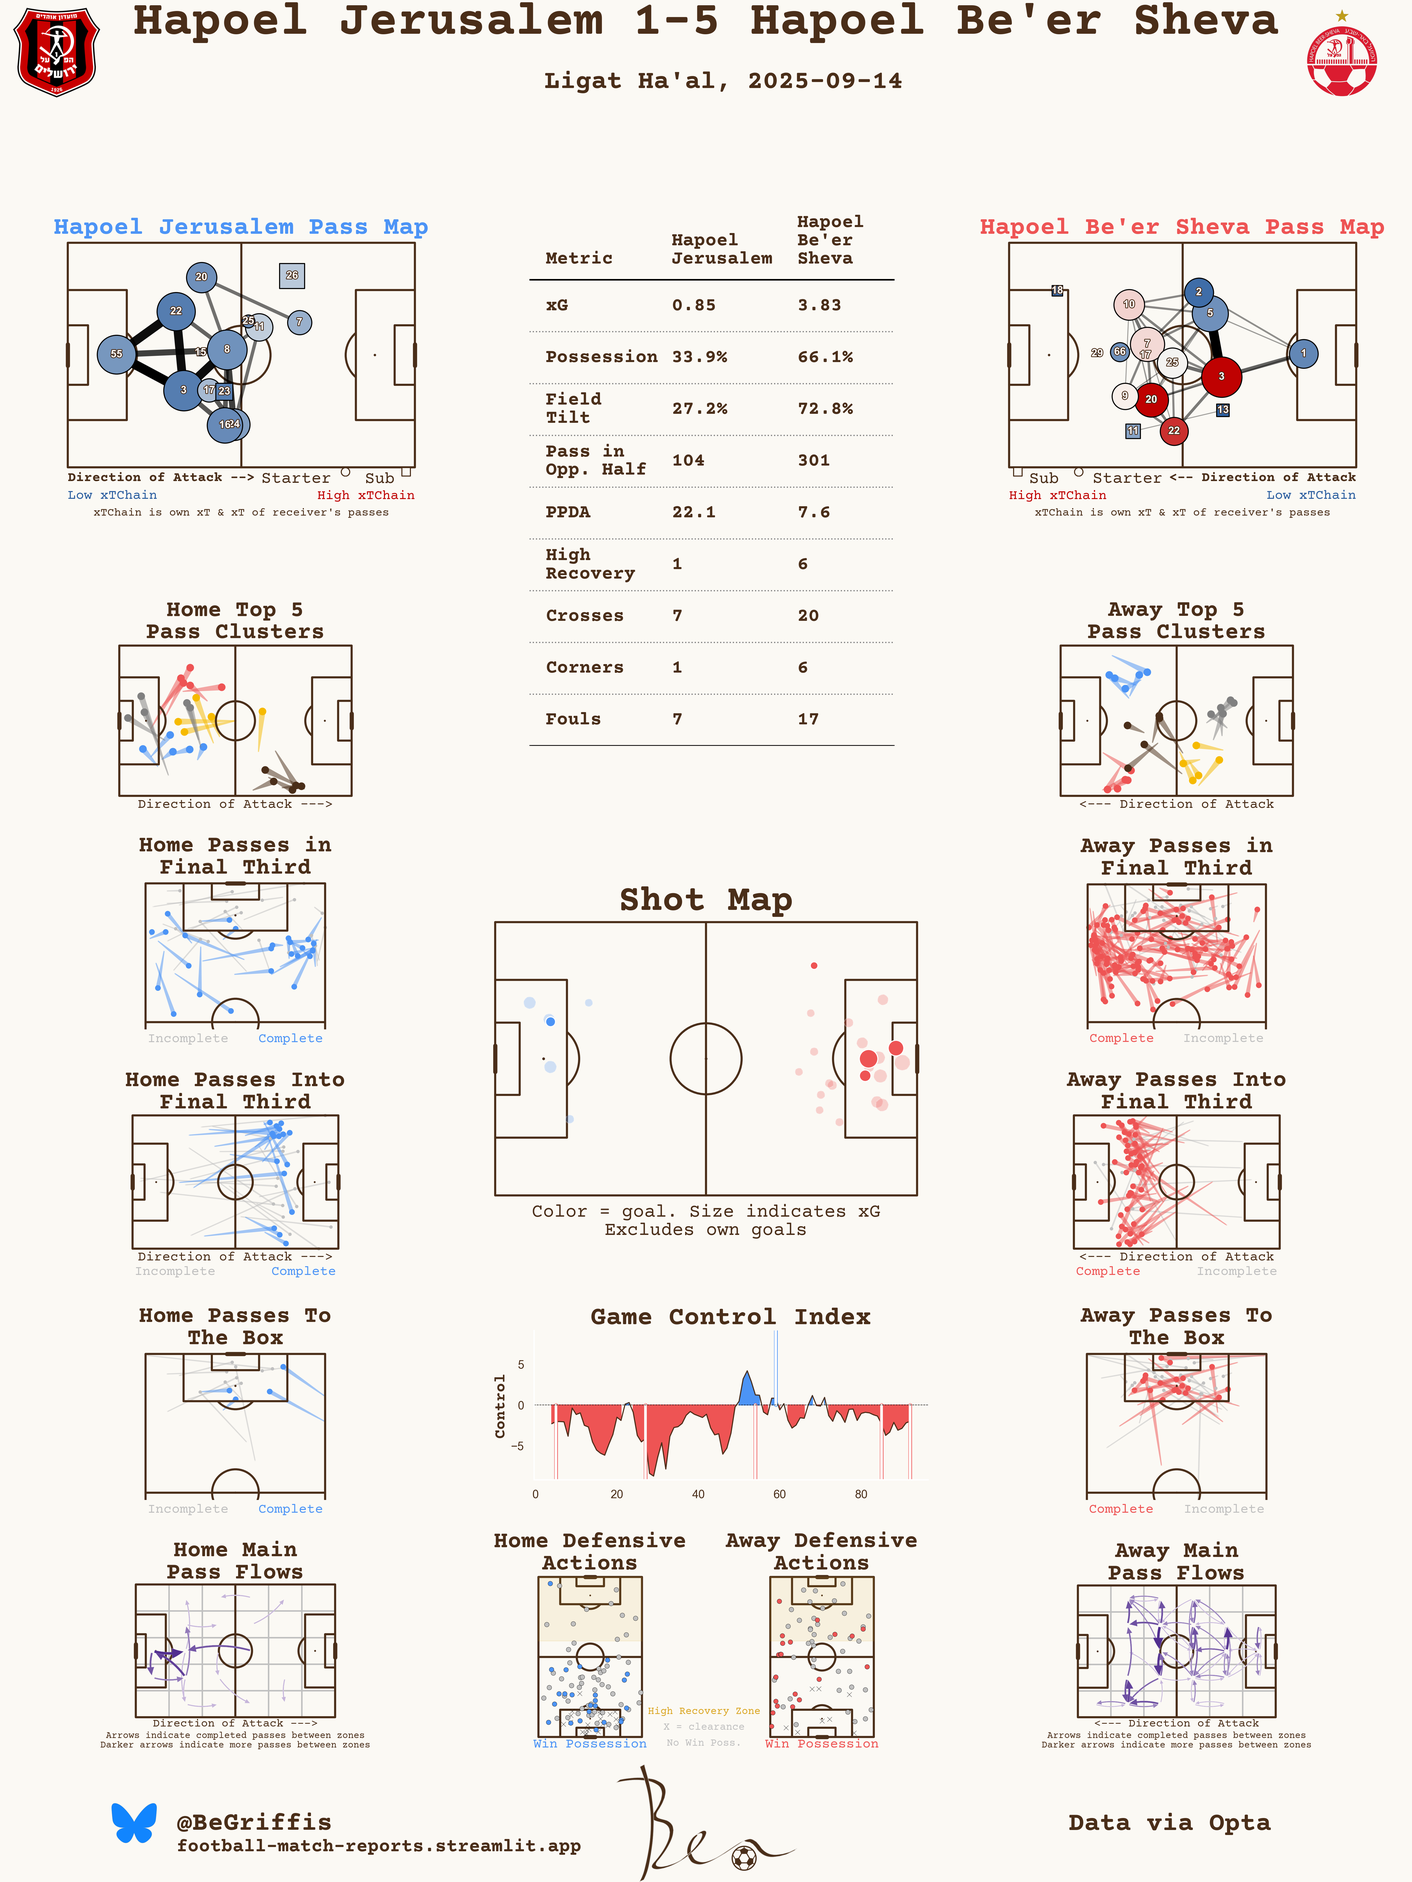 Hapoel Jerusalem 1-5 Hapoel Be'er Sheva
Ligat Ha'al, 2025-09-14
מועדון אוהדים
הפועל
ירושלים
1926
Hapoel Jerusalem Pass Map
20
26
22
25
11
7
55
15
8
3
17
23
16
24
Direction of Attack -->
Starter
Sub
Low xTChain
High xTChain
xTChain is own xT & xT of receiver's passes
Metric
Hapoel
Jerusalem
Hapoel
Be'er
Sheva
xG 0.85 3.83
Possession 33.9% 66.1%
Field
Tilt 27.2% 72.8%
Pass in
Opp. Half 104 301
PPDA 22.1 7.6
High
Recovery 1 6
Crosses 7 20
Corners 1 6
Fouls 7 17
Hapoel Be'er Sheva Pass Map
18
10
2
5
7
17
29
66
25
1
3
9
20
13
11
22
Sub
Starter
<-- Direction of Attack
High xTChain
Low xTChain
xTChain is own xT & xT of receiver's passes
Home Top 5
Pass Clusters
Direction of Attack --->
Away Top 5
Pass Clusters
<--- Direction of Attack
Home Passes in
Final Third
Incomplete
Complete
Shot Map
Color = goal. Size indicates xG
Excludes own goals
Away Passes in
Final Third
Complete
Incomplete
Home Passes Into
Final Third
Direction of Attack --->
Incomplete
Complete
Away Passes Into
Final Third
<--- Direction of Attack
Complete
Incomplete
Home Passes To
The Box
Incomplete
Complete
Game Control Index
Control
5
0
−5
0
20
40
60
80
Away Passes To
The Box
Complete
Incomplete
Home Main
Pass Flows
Direction of Attack --->
Arrows indicate completed passes between zones
Darker arrows indicate more passes between zones
Home Defensive
Actions
Win Possession
Away Defensive
Actions
Win Possession
High Recovery Zone
X = clearance
No Win Poss.
Away Main
Pass Flows
<--- Direction of Attack
Arrows indicate completed passes between zones
Darker arrows indicate more passes between zones
@BeGriffis
football-match-reports.streamlit.app
Ben
Data via Opta